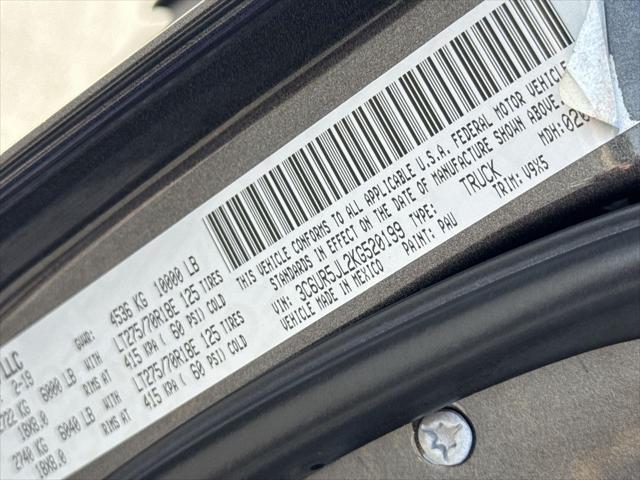 LLC
2-15
GVWR: 4536 KG 10000 LB
2722 KG 6000 LB WITH LT275/70R18E 125 TIRES
18X8.0 RIMS AT 415 KPA ( 60 PSI) COLD
2740 KG 6040 LB WITH LT275/70R18E 125 TIRES
18X8.0 RIMS AT 415 KPA ( 60 PSI) COLD
THIS VEHICLE CONFORMS TO ALL APPLICABLE U.S.A. FEDERAL MOTOR VEHICLE
STANDARDS IN EFFECT ON THE DATE OF MANUFACTURE SHOWN ABOVE.
VIN: 3C6UR5JL2KG520199 TYPE: TRUCK MDH:
VEHICLE MADE IN MEXICO PAINT: PAU TRIM: V9X5